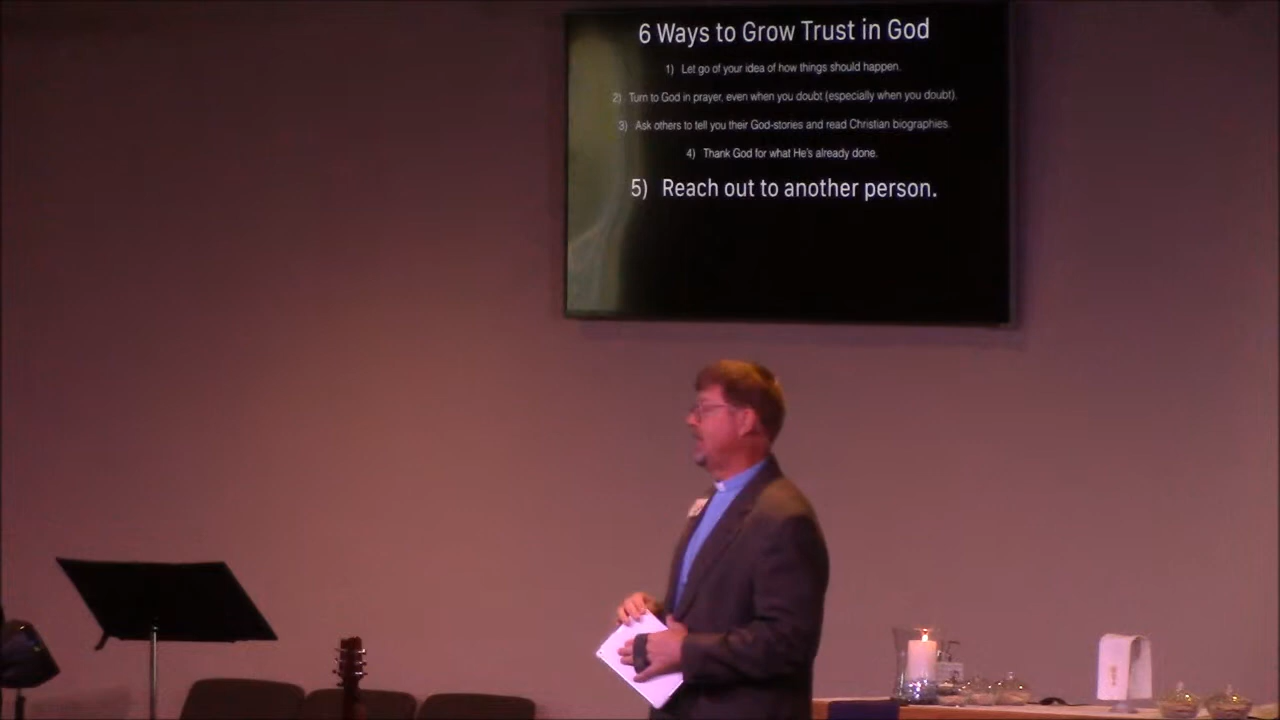 6 Ways to Grow Trust in God
1) Let go of your idea of how things should happen.
2) Turn to God in prayer, even when you doubt (especially when you doubt).
3) Ask others to tell you their God-stories and read Christian biographies.
4) Thank God for what He's already done.
5) Reach out to another person.